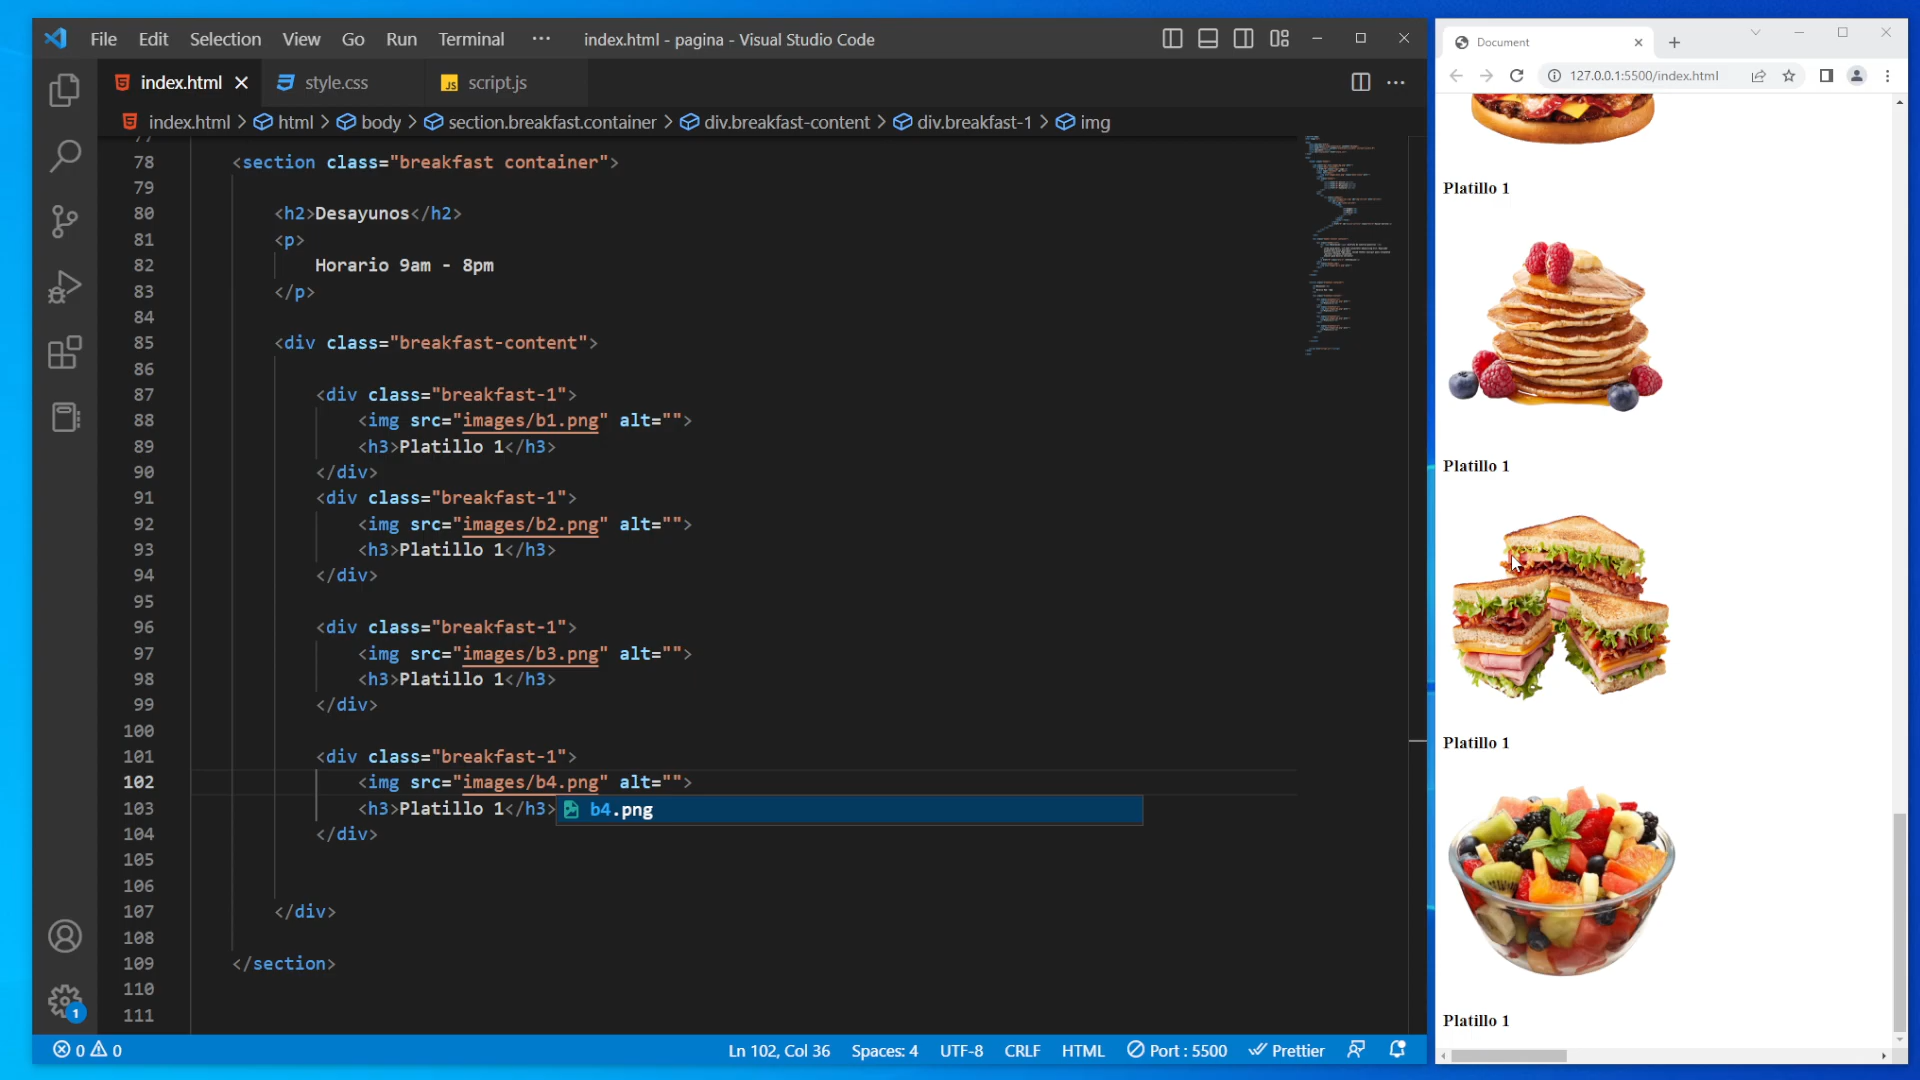 File Edit Selection View Go Run Terminal ··· index.html - pagina - Visual Studio Code
index.html style.css JS script.js
index.html > html > body > section.breakfast.container > div.breakfast-content > div.breakfast-1 > img
77
78 <section class="breakfast container">
79
80 <h2>Desayunos</h2>
81 <p>
82 Horario 9am - 8pm
83 </p>
84
85 <div class="breakfast-content">
86
87 <div class="breakfast-1">
88 <img src="images/b1.png" alt="">
89 <h3>Platillo 1</h3>
90 </div>
91 <div class="breakfast-1">
92 <img src="images/b2.png" alt="">
93 <h3>Platillo 1</h3>
94 </div>
95
96 <div class="breakfast-1">
97 <img src="images/b3.png" alt="">
98 <h3>Platillo 1</h3>
99 </div>
100
101 <div class="breakfast-1">
102 <img src="images/b4.png" alt="">
103 <h3>Platillo 1</h3>
b4.png
104 </div>
105
106
107 </div>
108
109 </section>
110
111
1
0 0 Ln 102, Col 36 Spaces: 4 UTF-8 CRLF HTML Port : 5500 Prettier
Document
127.0.0.1:5500/index.html
Platillo 1
Platillo 1
Platillo 1
Platillo 1